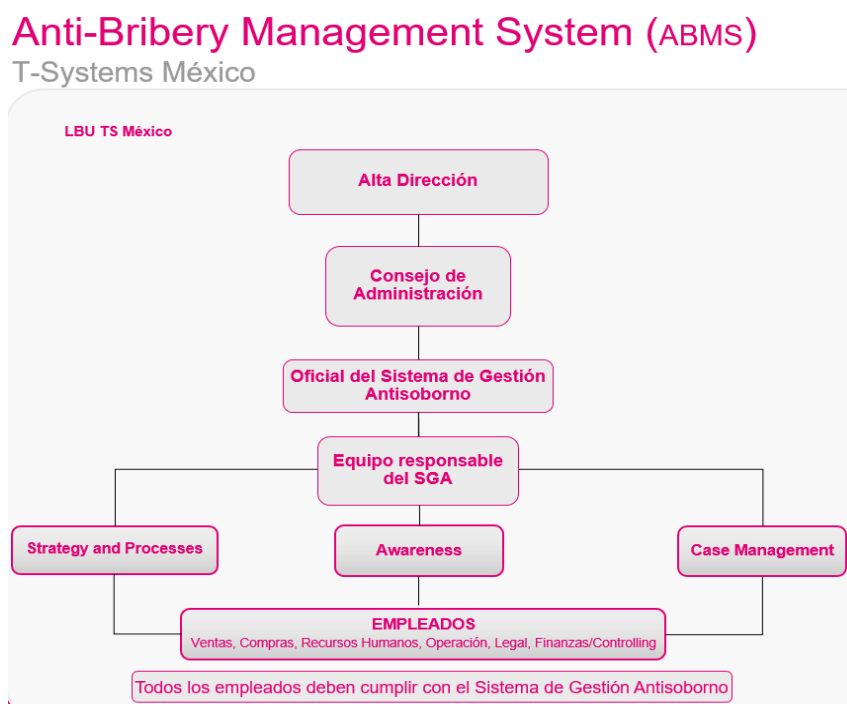 Anti-Bribery Management System (ABMS)
T-Systems México
LBU TS México
Alta Dirección
Consejo de
Administración
Oficial del Sistema de Gestión
Antisoborno
Equipo responsable
del SGA
Strategy and Processes
Awareness
Case Management
EMPLEADOS
Ventas, Compras, Recursos Humanos, Operación, Legal, Finanzas/Controlling
Todos los empleados deben cumplir con el Sistema de Gestión Antisoborno